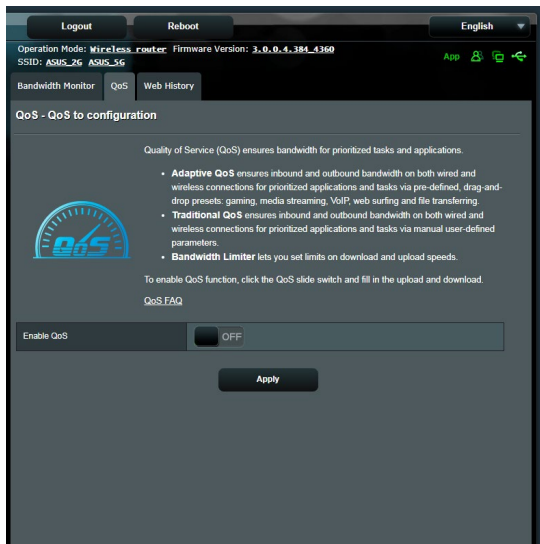 Logout Reboot English
Operation Mode: Wireless router Firmware Version: 3.0.0.4.384_4360
SSID: ASUS_2G ASUS_5G App
Bandwidth Monitor QoS Web History
QoS - QoS to configuration
Quality of Service (QoS) ensures bandwidth for prioritized tasks and applications.
• Adaptive QoS ensures inbound and outbound bandwidth on both wired and
wireless connections for prioritized applications and tasks via pre-defined, drag-and-
drop presets: gaming, media streaming, VoIP, web surfing and file transferring.
• Traditional QoS ensures inbound and outbound bandwidth on both wired and
wireless connections for prioritized applications and tasks via manual user-defined
parameters.
• Bandwidth Limiter lets you set limits on download and upload speeds.
QoS
To enable QoS function, click the QoS slide switch and fill in the upload and download.
QoS FAQ
Enable QoS OFF
Apply